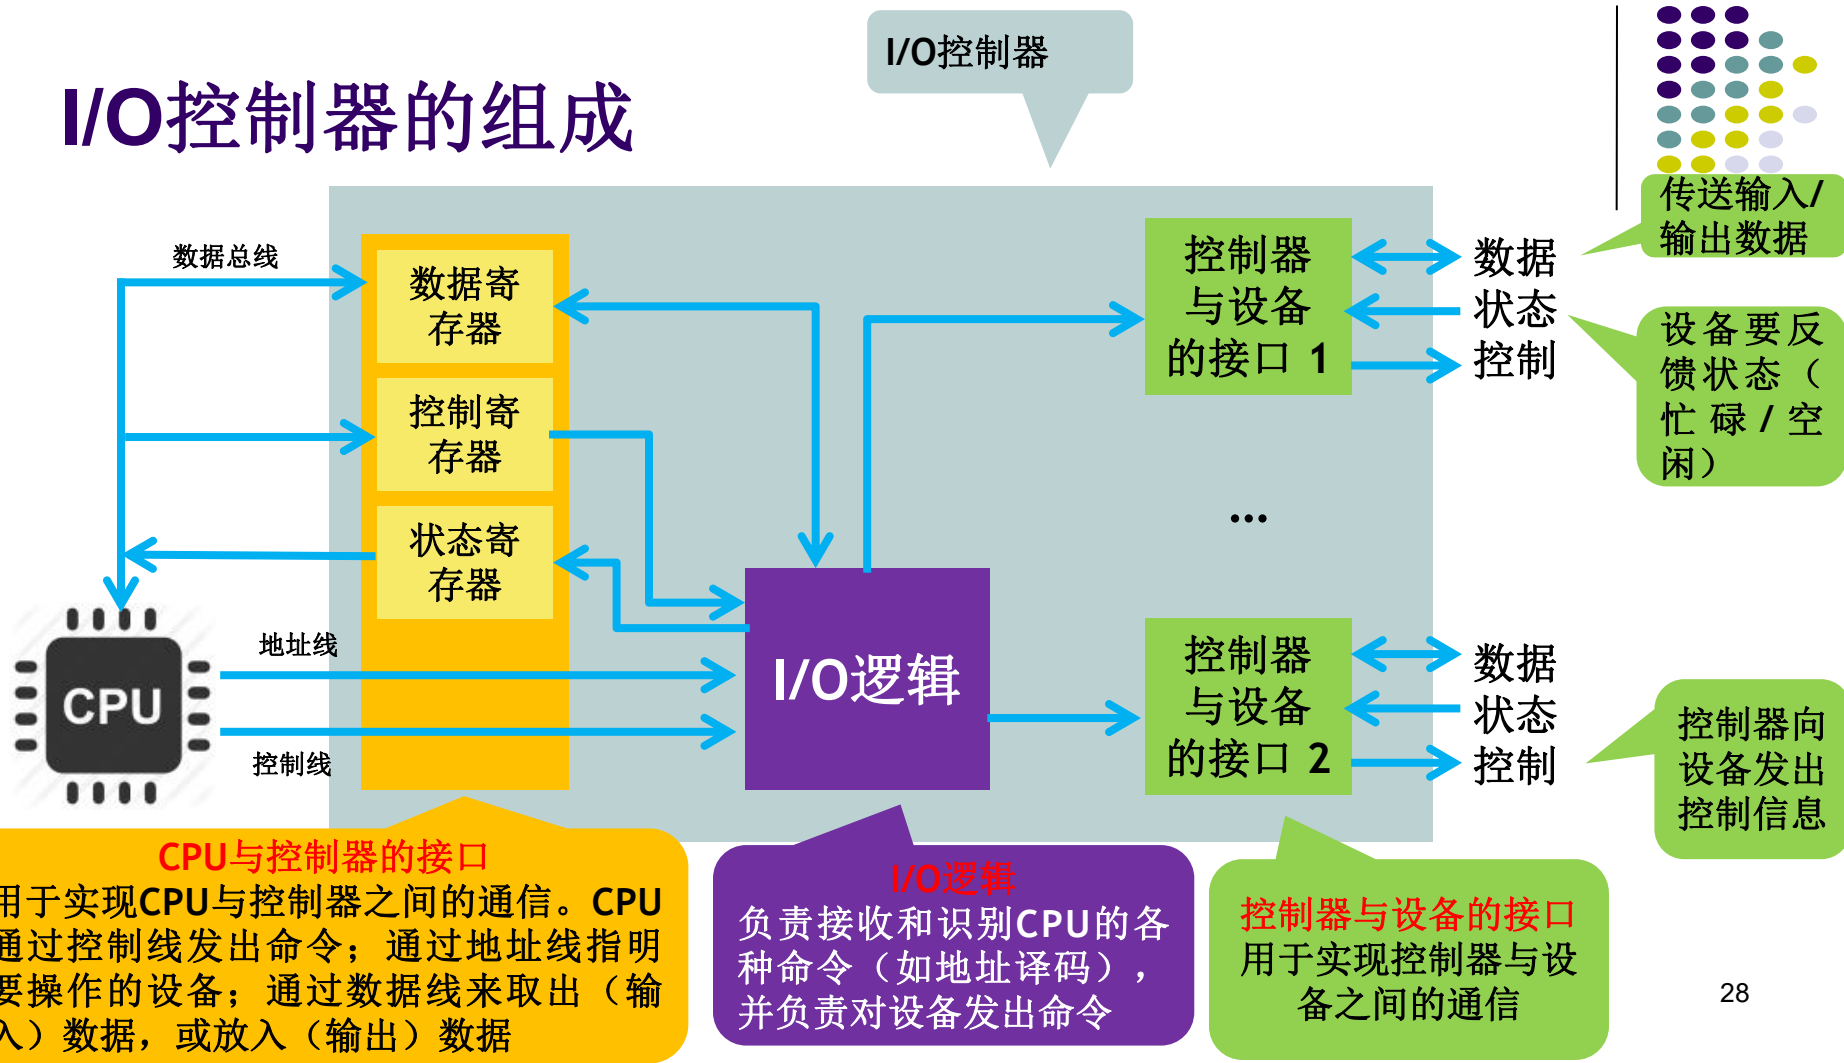 I/O控制器
I/O控制器的组成
传送输入/
输出数据
数据总线
数据寄
存器
控制器
与设备
的接口 1
数据
状态
控制
设备要反
馈状态（
忙碌/空
闲）
控制寄
存器
...
状态寄
存器
地址线
I/O逻辑
控制器
与设备
的接口 2
数据
状态
控制
CPU
控制线
控制器向
设备发出
控制信息
CPU与控制器的接口
用于实现CPU与控制器之间的通信。CPU
通过控制线发出命令；通过地址线指明
要操作的设备；通过数据线来取出（输
入）数据，或放入（输出）数据
I/O逻辑
负责接收和识别CPU的各
种命令（如地址译码），
并负责对设备发出命令
控制器与设备的接口
用于实现控制器与设
备之间的通信
28